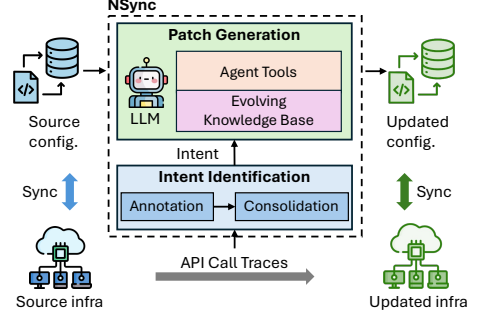 NSync
Patch Generation
Agent Tools
LLM
Evolving
Knowledge Base
Source
config.
Updated
config.
Intent
Sync
Intent Identification
Annotation
Consolidation
Sync
API Call Traces
Source infra
Updated infra